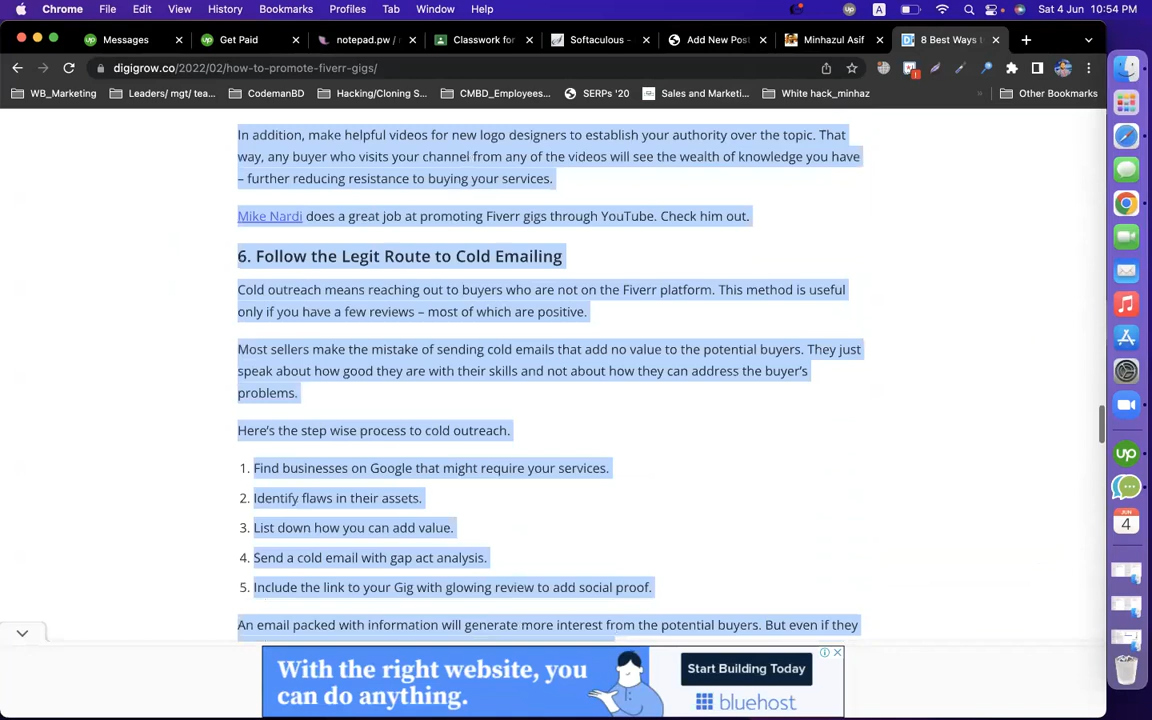 Chrome File Edit View History Bookmarks Profiles Tab Window Help
A Sat 4 Jun 10:54 PM
Messages
Get Paid
notepad.pw /
Classwork for
Softaculous -
Add New Post
Minhazul Asif
8 Best Ways t
digigrow.co/2022/02/how-to-promote-fiverr-gigs/
WB_Marketing
Leaders/ mgt/ tea...
CodemanBD
Hacking/Cloning S...
CMBD_Employees...
SERPs '20
Sales and Marketi...
White hack_minhaz
»
Other Bookmarks
In addition, make helpful videos for new logo designers to establish your authority over the topic. That
way, any buyer who visits your channel from any of the videos will see the wealth of knowledge you have
– further reducing resistance to buying your services.
Mike Nardi does a great job at promoting Fiverr gigs through YouTube. Check him out.
6. Follow the Legit Route to Cold Emailing
Cold outreach means reaching out to buyers who are not on the Fiverr platform. This method is useful
only if you have a few reviews – most of which are positive.
Most sellers make the mistake of sending cold emails that add no value to the potential buyers. They just
speak about how good they are with their skills and not about how they can address the buyer's
problems.
Here's the step wise process to cold outreach.
1. Find businesses on Google that might require your services.
2. Identify flaws in their assets.
3. List down how you can add value.
4. Send a cold email with gap act analysis.
5. Include the link to your Gig with glowing review to add social proof.
An email packed with information will generate more interest from the potential buyers. But even if they
With the right website, you
can do anything.
Start Building Today
bluehost
up
JUN
4